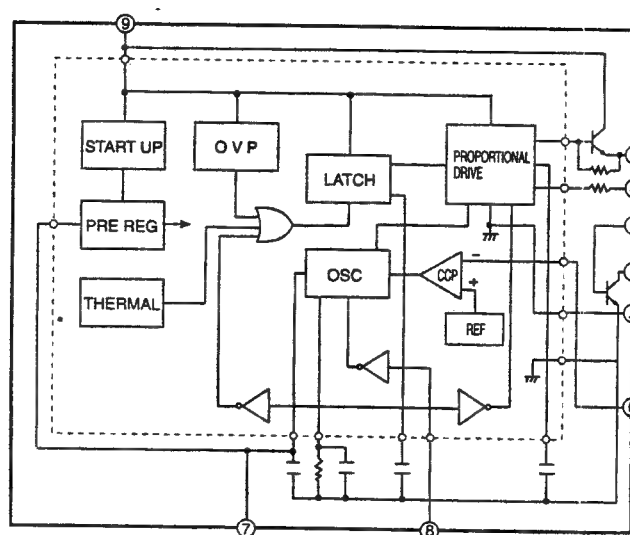 9
START UP
O V P
PROPORTIONAL
DRIVE
LATCH
PRE REG
OSC
CCP
−
+
THERMAL
REF
7
8